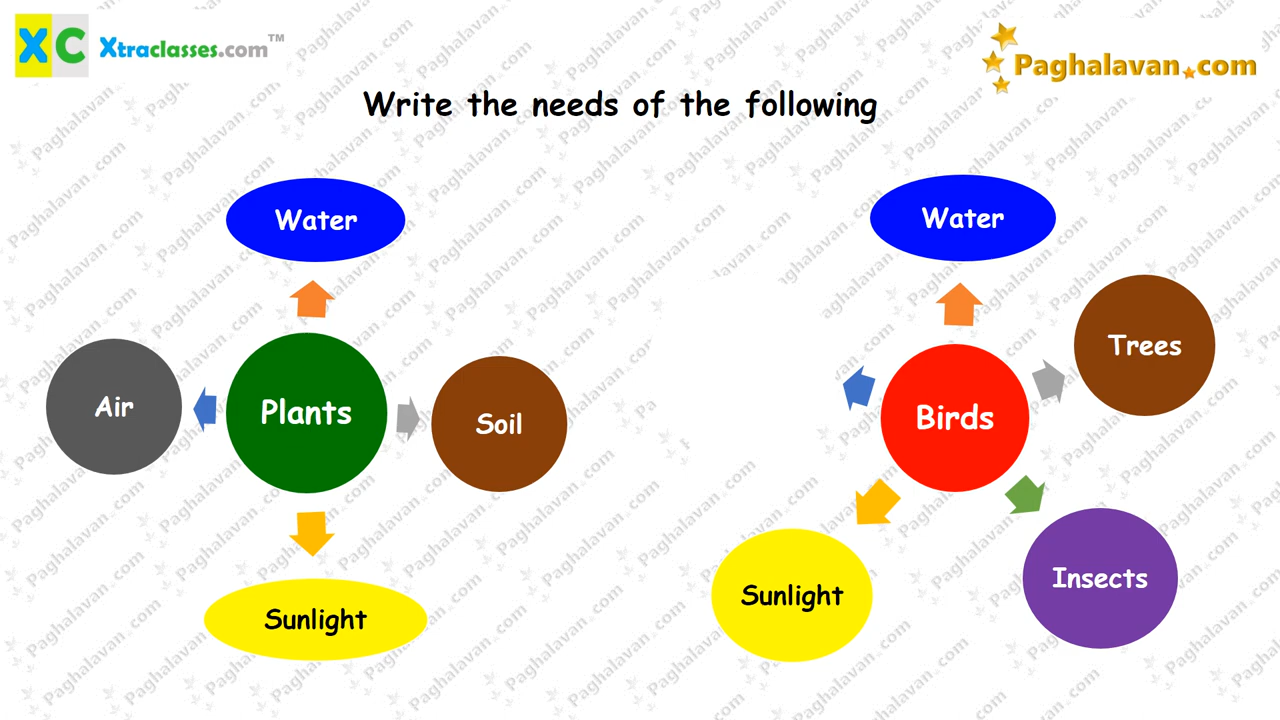 XC Xtraclasses.com™
Paghalavan.com
Write the needs of the following
Water
Air
Plants
Soil
Sunlight
Water
Trees
Birds
Sunlight
Insects